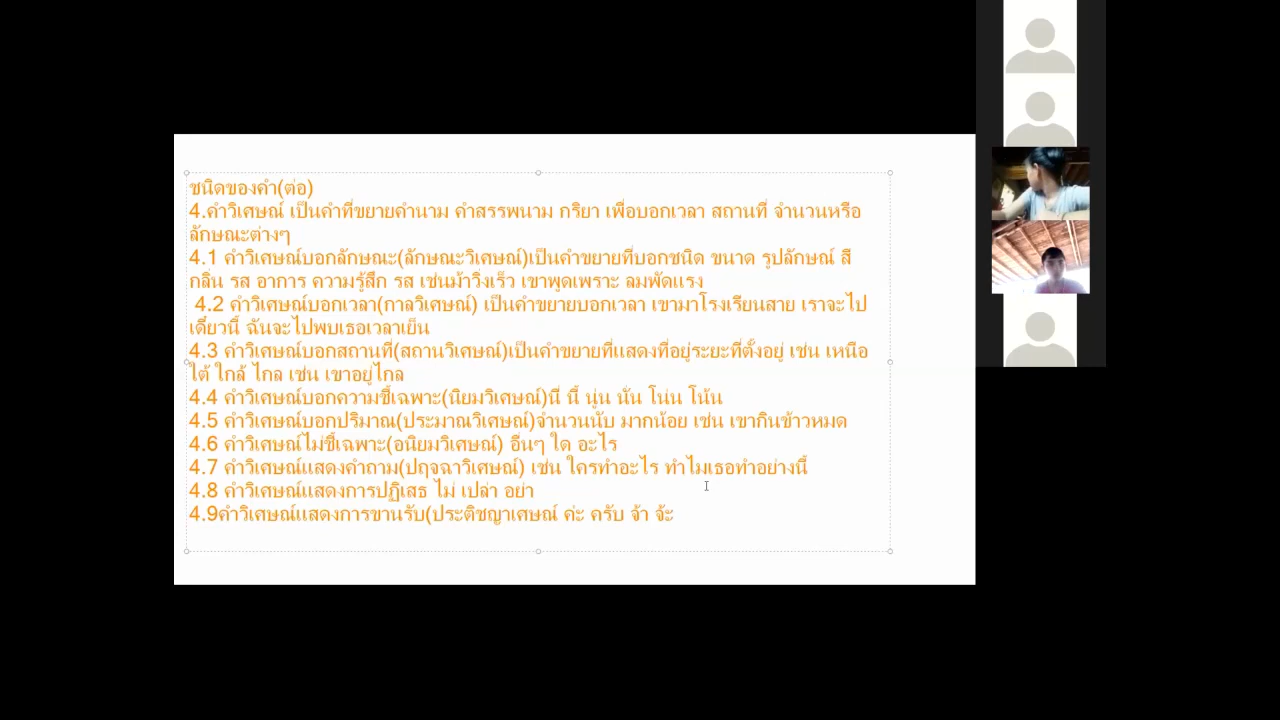 ชนิดของคำ(ต่อ)
4.คำวิเศษณ์ เป็นคำที่ขยายคำนาม คำสรรพนาม กริยา เพื่อบอกเวลา สถานที่ จำนวนหรือ
ลักษณะต่างๆ
4.1 คำวิเศษณ์บอกลักษณะ(ลักษณะวิเศษณ์)เป็นคำขยายที่บอกชนิด ขนาด รูปลักษณ์ สี
กลิ่น รส อาการ ความรู้สึก รส เช่นม้าวิ่งเร็ว เขาพูดเพราะ ลมพัดแรง
4.2 คำวิเศษณ์บอกเวลา(กาลวิเศษณ์) เป็นคำขยายบอกเวลา เขามาโรงเรียนสาย เราจะไป
เดี๋ยวนี้ ฉันจะไปพบเธอเวลาเย็น
4.3 คำวิเศษณ์บอกสถานที่(สถานวิเศษณ์)เป็นคำขยายที่แสดงที่อยู่ระยะที่ตั้งอยู่ เช่น เหนือ
ใต้ ใกล้ ไกล เช่น เขาอยู่ไกล
4.4 คำวิเศษณ์บอกความชี้เฉพาะ(นิยมวิเศษณ์)นี่ นี้ นู่น นั่น โน่น โน้น
4.5 คำวิเศษณ์บอกปริมาณ(ประมาณวิเศษณ์)จำนวนนับ มากน้อย เช่น เขากินข้าวหมด
4.6 คำวิเศษณ์ไม่ชี้เฉพาะ(อนิยมวิเศษณ์) อื่นๆ ใด อะไร
4.7 คำวิเศษณ์แสดงคำถาม(ปฤจฉาวิเศษณ์) เช่น ใครทำอะไร ทำไมเธอทำอย่างนี้
4.8 คำวิเศษณ์แสดงการปฏิเสธ ไม่ เปล่า อย่า
4.9คำวิเศษณ์แสดงการขานรับ(ประติชญาเศษณ์ ค่ะ ครับ จ้า จ้ะ